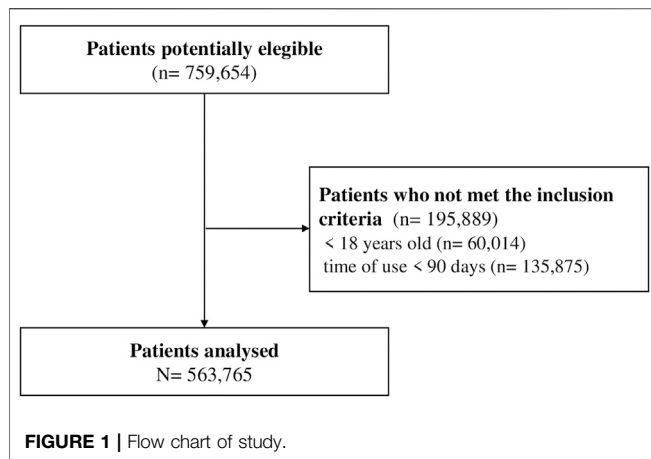 Patients potentially elegible
(n= 759,654)
Patients who not met the inclusion
criteria (n= 195,889)
< 18 years old (n= 60,014)
time of use < 90 days (n= 135,875)
Patients analysed
N= 563,765
FIGURE 1 | Flow chart of study.